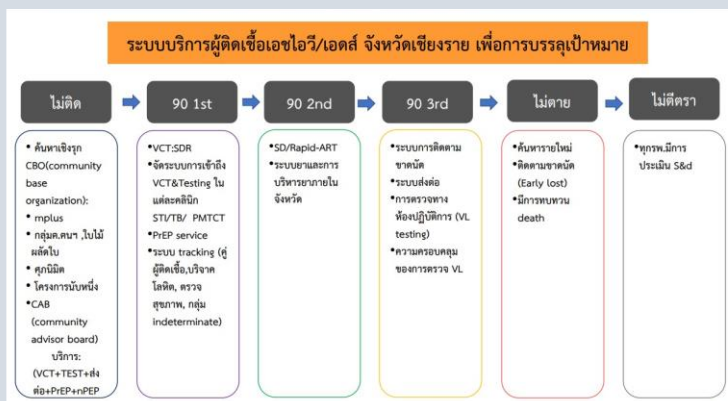 ระบบบริการผู้ติดเชื้อเอชไอวี/เอดส์ จังหวัดเชียงราย เพื่อการบรรลุเป้าหมาย
ไม่ติด
90 1st
90 2nd
90 3rd
ไม่ตาย
ไม่ตีตรา
• ค้นหาเชิงรุก
CBO(community
base
organization):
• mplus
• กลุ่มค.ฅนฯ ,ใบไม้
ผลัดใบ
• ศุภนิมิต
• โครงการนับหนึ่ง
•CAB
(community
advisor board)
บริการ:
(VCT+TEST+ส่ง
ต่อ+PrEP+nPEP
•VCT:SDR
• จัดระบบการเข้าถึง
VCT&Testing ใน
แต่ละคลินิก
STI/TB/ PMTCT
•PrEP service
•ระบบ tracking (คู่
ผู้ติดเชื้อ,บริจาค
โลหิต, ตรวจ
สุขภาพ, กลุ่ม
indeterminate)
•SD/Rapid-ART
•ระบบยาและการ
บริหารยาภายใน
จังหวัด
•ระบบการติดตาม
ขาดนัด
•ระบบส่งต่อ
•การตรวจทาง
ห้องปฏิบัติการ (VL
testing)
•ความครอบคลุม
ของการตรวจ VL
•ค้นหารายใหม่
•ติดตามขาดนัด
(Early lost)
•มีการทบทวน
death
•ทุกรพ.มีการ
ประเมิน S&d